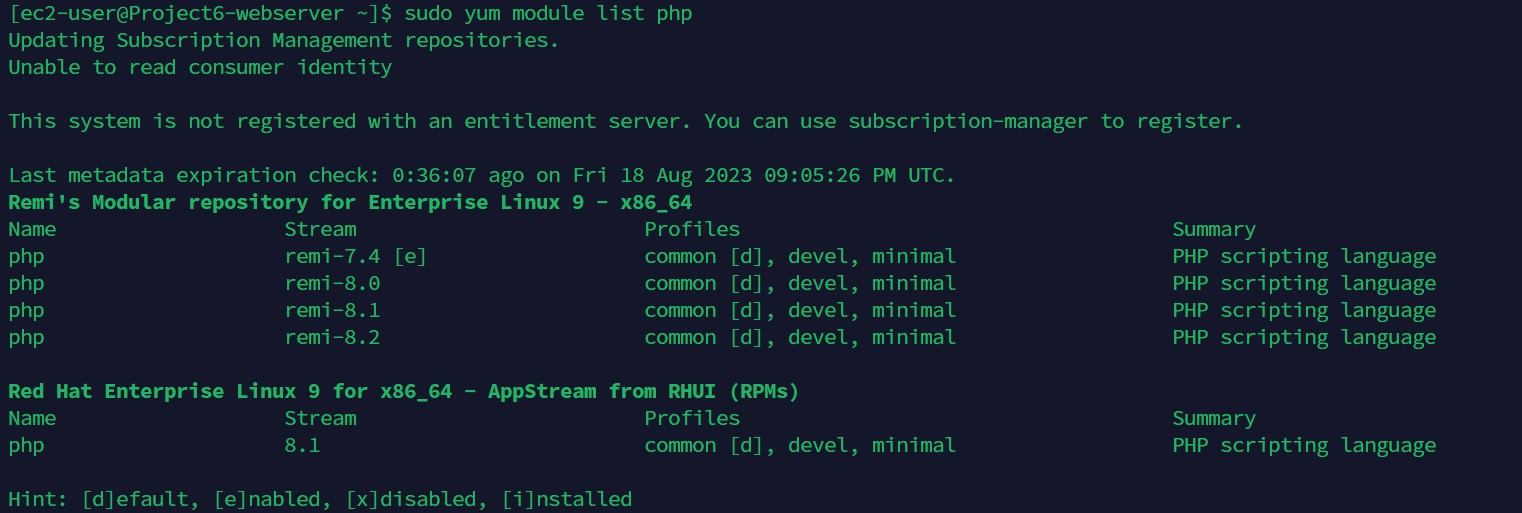 [ec2-user@Project6-webserver ~]$ sudo yum module list php
Updating Subscription Management repositories.
Unable to read consumer identity
This system is not registered with an entitlement server. You can use subscription-manager to register.
Last metadata expiration check: 0:36:07 ago on Fri 18 Aug 2023 09:05:26 PM UTC.
Remi's Modular repository for Enterprise Linux 9 - x86_64
Name Stream Profiles Summary
php remi-7.4 [e] common [d], devel, minimal PHP scripting language
php remi-8.0 common [d], devel, minimal PHP scripting language
php remi-8.1 common [d], devel, minimal PHP scripting language
php remi-8.2 common [d], devel, minimal PHP scripting language
Red Hat Enterprise Linux 9 for x86_64 - AppStream from RHUI (RPMs)
Name Stream Profiles Summary
php 8.1 common [d], devel, minimal PHP scripting language
Hint: [d]efault, [e]nabled, [x]disabled, [i]nstalled